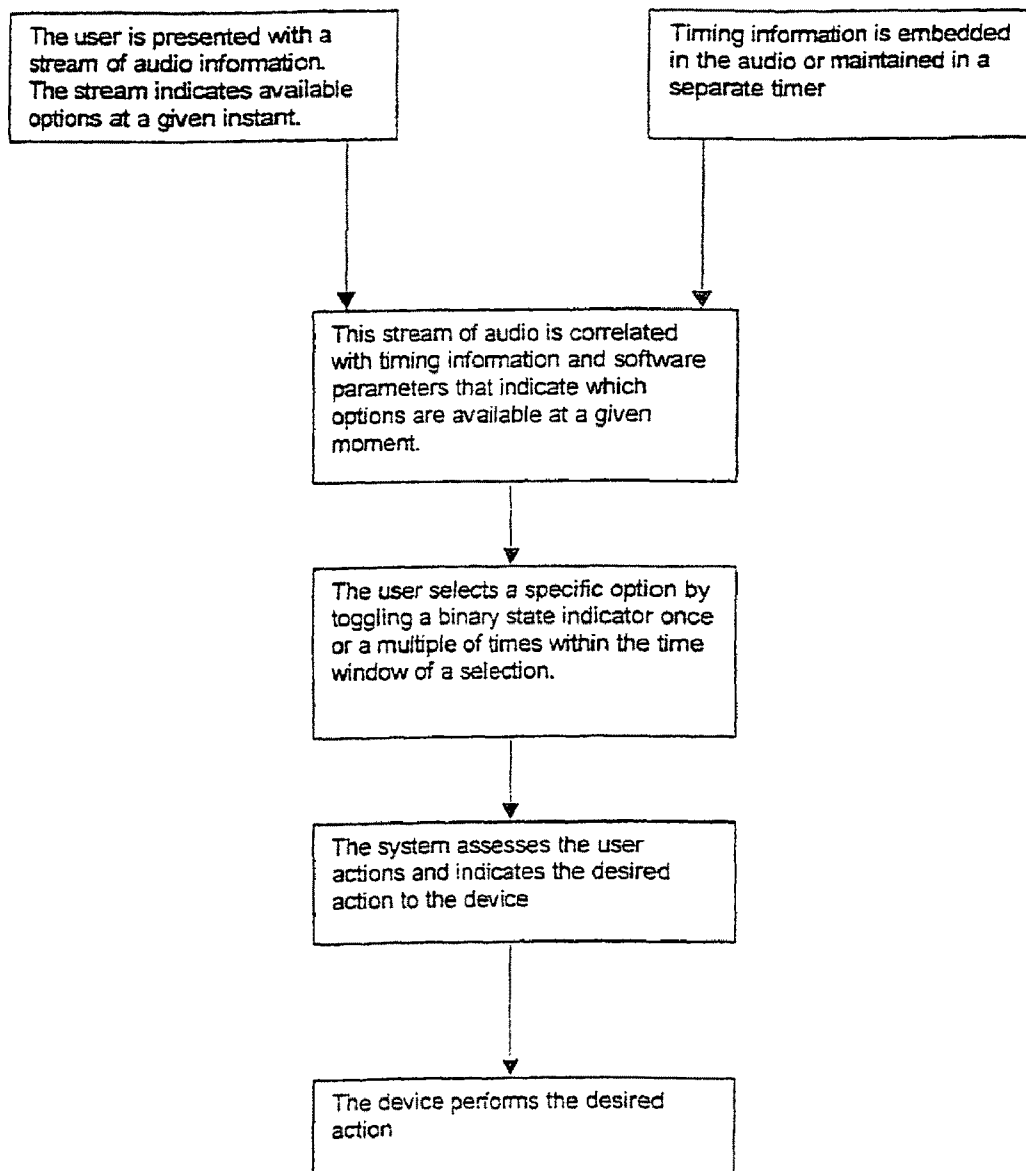 The user is presented with a
stream of audio information.
The stream indicates available
options at a given instant.
Timing information is embedded
in the audio or maintained in a
separate timer
This stream of audio is correlated
with timing information and software
parameters that indicate which
options are available at a given
moment.
The user selects a specific option by
toggling a binary state indicator once
or a multiple of times within the time
window of a selection.
The system assesses the user
actions and indicates the desired
action to the device
The device performs the desired
action